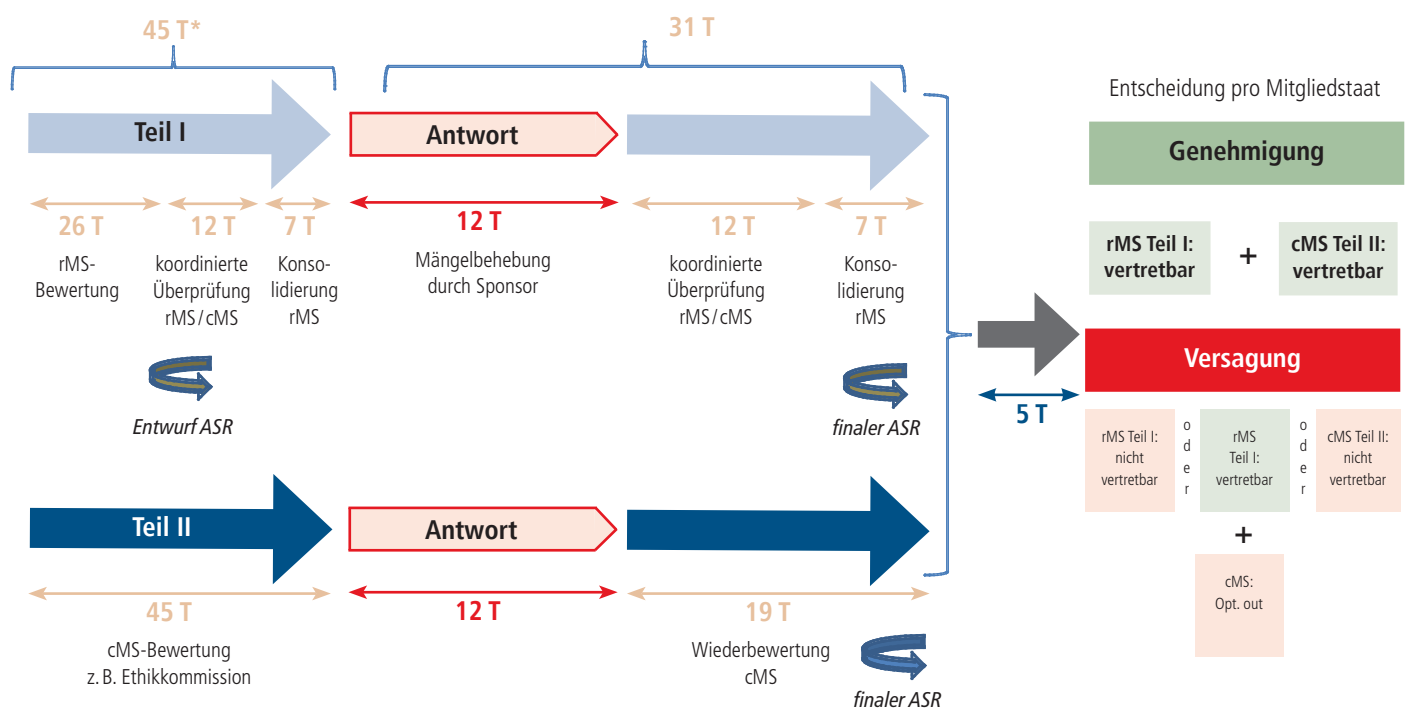 45 T*
31 T
Teil I
Antwort
26 T
12 T
7 T
12 T
12 T
7 T
rMS-
Bewertung
koordinierte
Überprüfung
rMS/cMS
Konso-
lidierung
rMS
Mängelbehebung
durch Sponsor
koordinierte
Überprüfung
rMS/cMS
Konso-
lidierung
rMS
Entwurf ASR
finaler ASR
Teil II
Antwort
45 T
12 T
19 T
cMS-Bewertung
z. B. Ethikkommission
Wiederbewertung
cMS
finaler ASR
5 T
Entscheidung pro Mitgliedstaat
Genehmigung
rMS Teil I:
vertretbar
+
cMS Teil II:
vertretbar
Versagung
rMS Teil I:
nicht
vertretbar
o
d
e
r
rMS
Teil I:
vertretbar
o
d
e
r
cMS Teil II:
nicht
vertretbar
+
cMS:
Opt. out